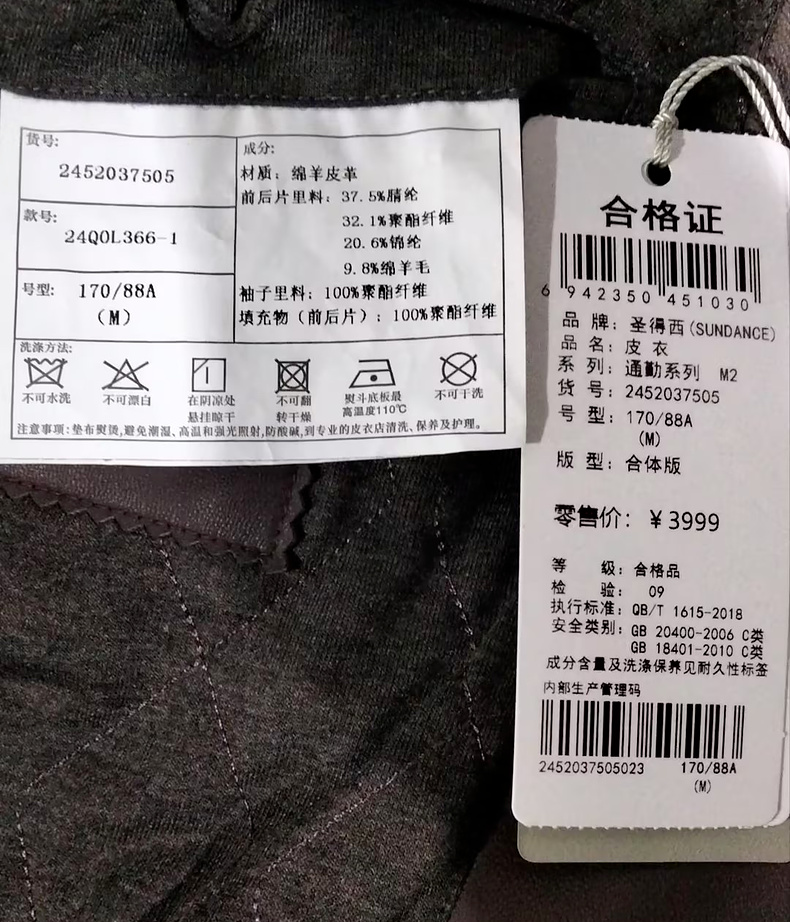 货号:
2452037505
款号:
24Q0L366-1
号型: 170/88A
(M)
成分:
材质: 绵羊皮革
前后片里料: 37.5%腈纶
32.1%聚酯纤维
20.6%锦纶
9.8%绵羊毛
袖子里料: 100%聚酯纤维
填充物(前后片): 100%聚酯纤维
洗涤方法:
不可水洗
不可漂白
在阴凉处
悬挂晾干
不可翻
转干燥
熨斗底板最
高温度110℃
不可干洗
注意事项:垫布熨烫,避免潮湿、高温和强光照射,防酸碱,到专业的皮衣店清洗、保养及护理。
合格证
6 942350 451030
品 牌: 圣得西(SUNDANCE)
品 名: 皮 衣
系 列: 通勤系列 M2
货 号: 2452037505
号 型: 170/88A
(M)
版 型: 合体版
零售价: ¥3999
等 级: 合格品
检 验: 09
执行标准: QB/T 1615-2018
安全类别: GB 20400-2006 C类
GB 18401-2010 C类
成分含量及洗涤保养见耐久性标签
内部生产管理码
2452037505023 170/88A
(M)